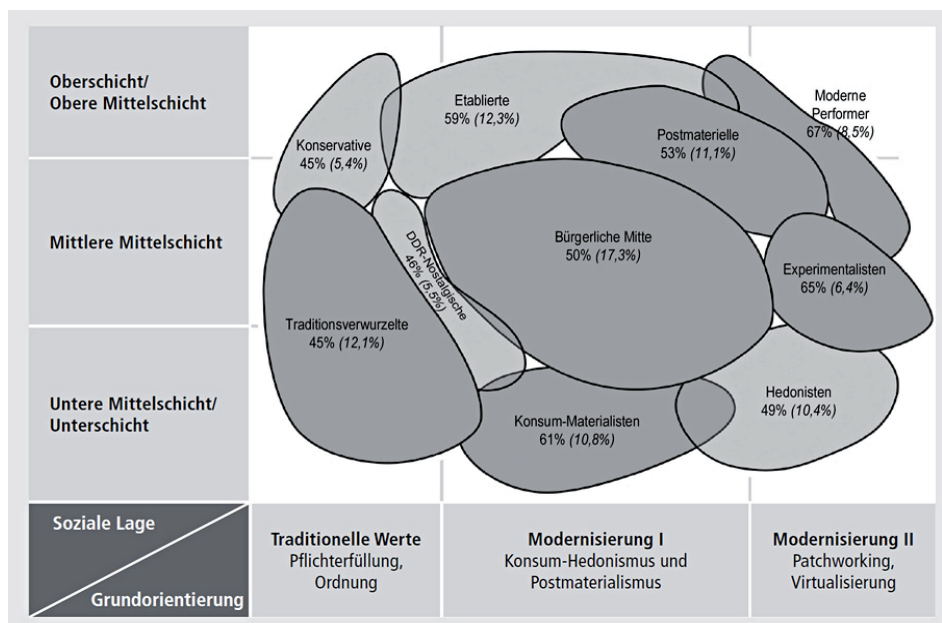 Oberschicht/
Obere Mittelschicht
Mittlere Mittelschicht
Untere Mittelschicht/
Unterschicht
Konservative
45% (5,4%)
Etablierte
59% (12,3%)
Postmaterielle
53% (11,1%)
Moderne
Performer
67% (8,5%)
Traditionsverwurzelte
45% (12,1%)
DDR-Nostalgische
46% (5,5%)
Bürgerliche Mitte
50% (17,3%)
Experimentalisten
65% (6,4%)
Konsum-Materialisten
61% (10,8%)
Hedonisten
49% (10,4%)
Soziale Lage
Grundorientierung
Traditionelle Werte
Pflichterfüllung,
Ordnung
Modernisierung I
Konsum-Hedonismus und
Postmaterialismus
Modernisierung II
Patchworking,
Virtualisierung